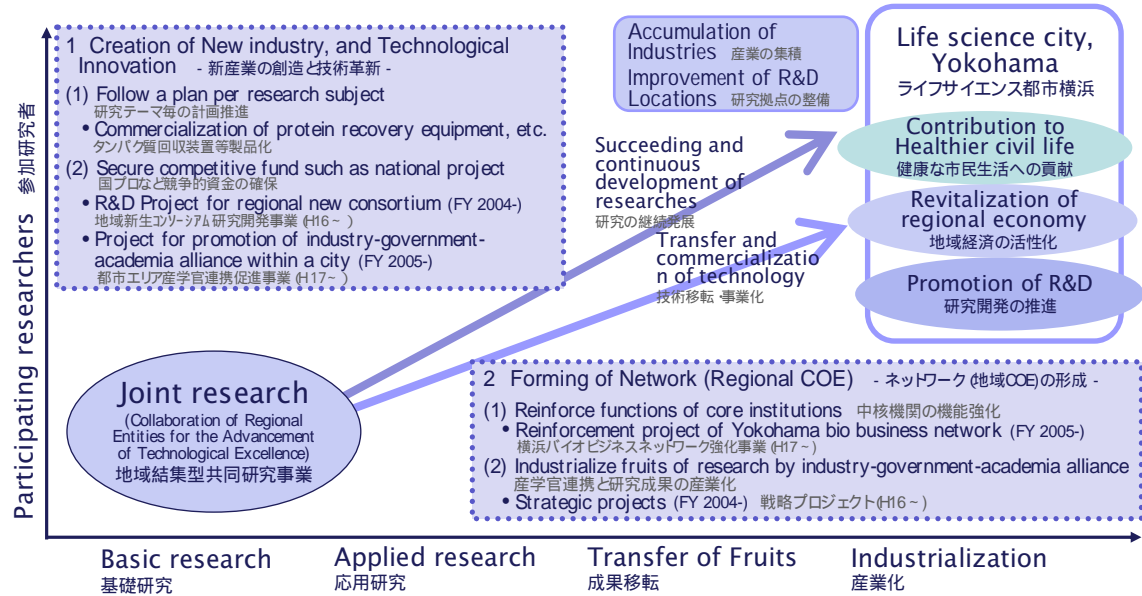 1 Creation of New industry, and Technological
Innovation - 新産業の創造と技術革新 -
(1) Follow a plan per research subject
研究テーマ毎の計画推進
• Commercialization of protein recovery equipment, etc.
タンパク質回収装置等製品化
(2) Secure competitive fund such as national project
国プロなど競争的資金の確保
• R&D Project for regional new consortium (FY 2004-)
地域新生コンソーシアム研究開発事業(H16~)
• Project for promotion of industry-government-
academia alliance within a city (FY 2005-)
都市エリア産学官連携促進事業(H17~)
Accumulation of
Industries 産業の集積
Improvement of R&D
Locations 研究拠点の整備
Life science city,
Yokohama
ライフサイエンス都市横浜
Contribution to
Healthier civil life
健康な市民生活への貢献
Revitalization of
regional economy
地域経済の活性化
Promotion of R&D
研究開発の推進
Succeeding and
continuous
development of
researches
研究の継続発展
Transfer and
commercializatio
n of technology
技術移転・事業化
Joint research
(Collaboration of Regional
Entities for the Advancement
of Technological Excellence)
地域結集型共同研究事業
2 Forming of Network (Regional COE) - ネットワーク(地域COE)の形成 -
(1) Reinforce functions of core institutions 中核機関の機能強化
• Reinforcement project of Yokohama bio business network (FY 2005-)
横浜バイオビジネスネットワーク強化事業(H17~)
(2) Industrialize fruits of research by industry-government-academia alliance
産学官連携と研究成果の産業化
• Strategic projects (FY 2004-) 戦略プロジェクト(H16~)
Participating researchers 参加研究者
Basic research
基礎研究
Applied research
応用研究
Transfer of Fruits
成果移転
Industrialization
産業化